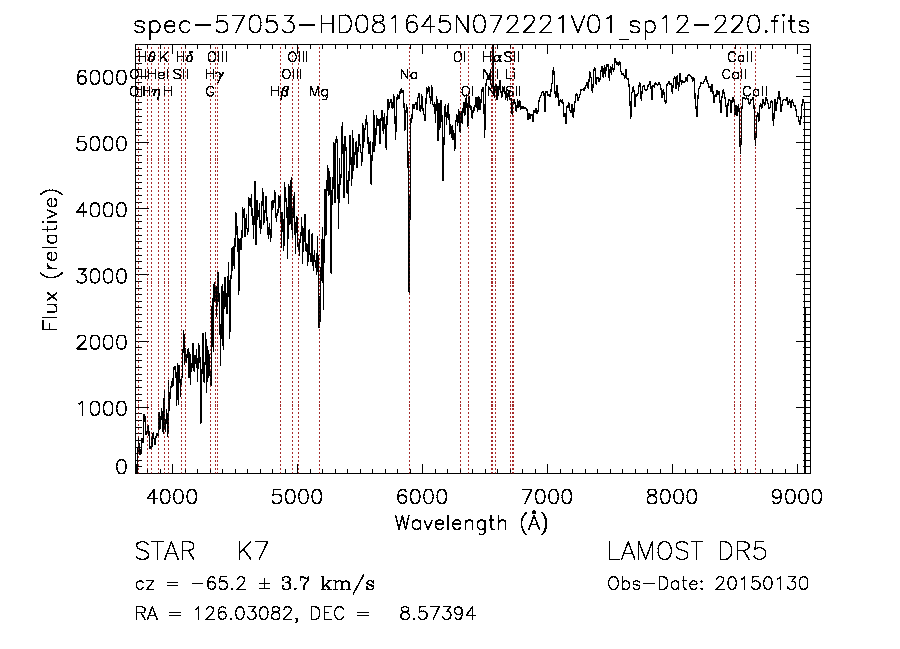 spec-57053-HD081645N072221V01_sp12-220.fits
Hθ K Hδ OIII OIII OI Hα SII CaII
OII HeI SII Hγ OIII Na NII Li CaII
OII Hη H G Hβ Mg OI NII SII CaII
6000
5000
4000
3000
2000
1000
0
Flux (relative)
4000 5000 6000 7000 8000 9000
Wavelength (Å)
STAR K7 LAMOST DR5
cz = -65.2 ± 3.7 km/s Obs-Date: 20150130
RA = 126.03082, DEC = 8.57394